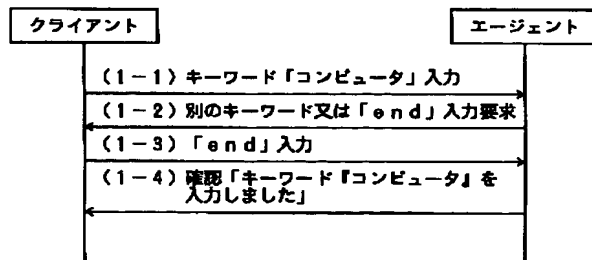 クライアント
エージェント
(1-1)キーワード「コンピュータ」入力
(1-2)別のキーワード又は「end」入力要求
(1-3)「end」入力
(1-4)確認「キーワード『コンピュータ』を
入力しました」